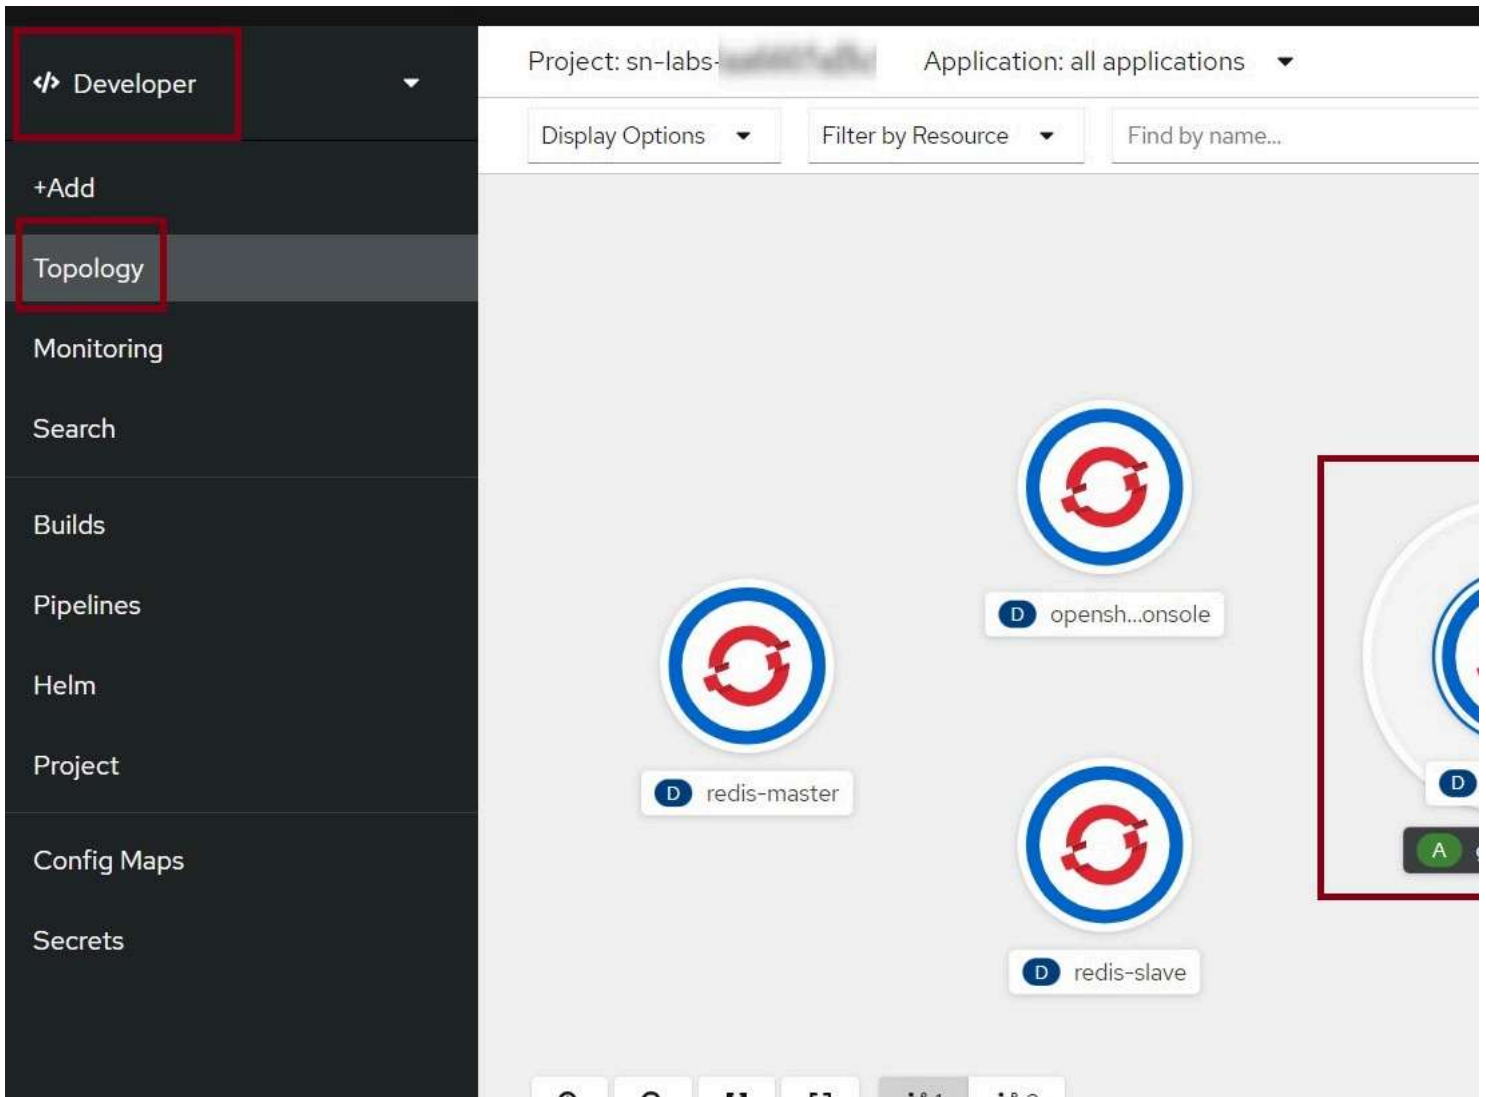 Developer
+Add
Topology
Monitoring
Search
Builds
Pipelines
Helm
Project
Config Maps
Secrets
Project: sn-labs-
Application: all applications
Display Options
Filter by Resource
Find by name...
D opensh...onsole
D redis-master
D redis-slave
D
A